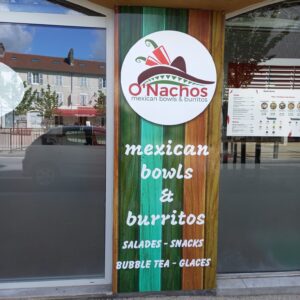 O'Nachos
mexican bowls & burritos
mexican
bowls
&
burritos
SALADES - SNACKS
BUBBLE TEA - GLACES